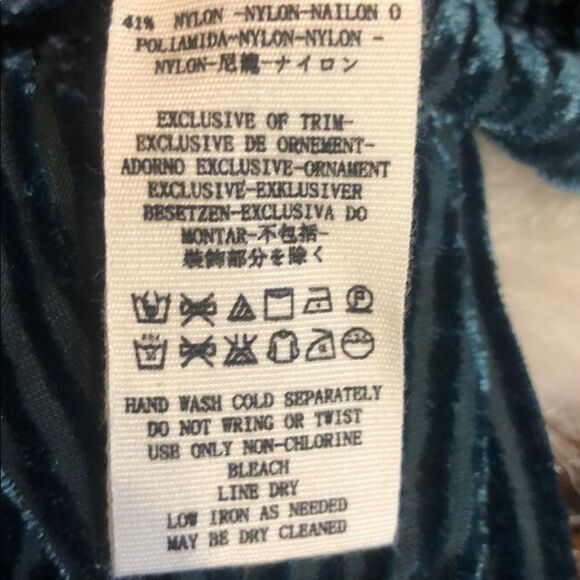 41% NYLON -NYLON-NAILON O
POLIAMIDA-NYLON-NYLON -
NYLON-尼龍-ナイロン
EXCLUSIVE OF TRIM-
EXCLUSIVE DE ORNEMENT-
ADORNO EXCLUSIVE-ORNAMENT
EXCLUSIVE-EXKLUSIVER
BESETZEN-EXCLUSIVA DO
MONTAR-不包括-
裝飾部分を除く
HAND WASH COLD SEPARATELY
DO NOT WRING OR TWIST
USE ONLY NON-CHLORINE
BLEACH
LINE DRY
LOW IRON AS NEEDED
MAY BE DRY CLEANED